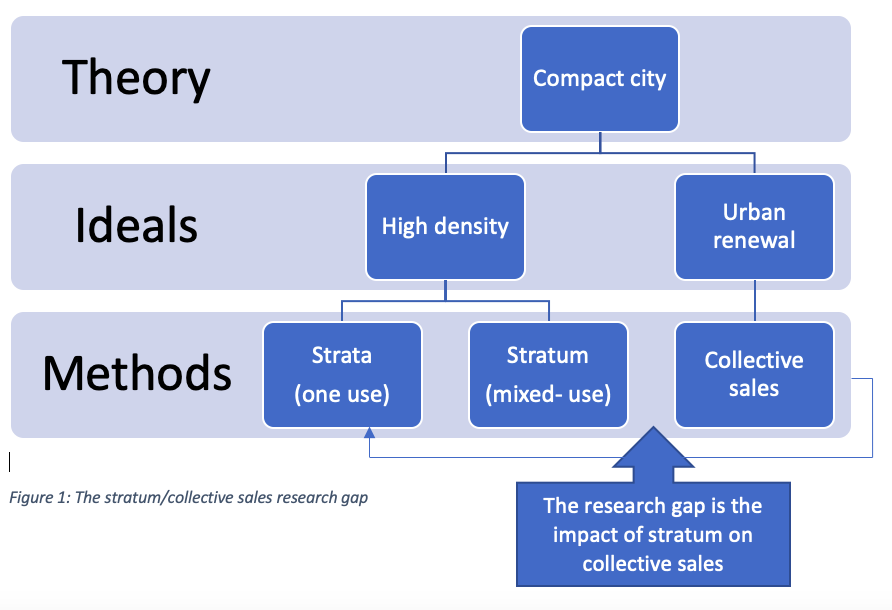 Theory
Compact city
Ideals
High density
Urban
renewal
Methods
Strata
(one use)
Stratum
(mixed- use)
Collective
sales
Figure 1: The stratum/collective sales research gap
The research gap is the
impact of stratum on
collective sales